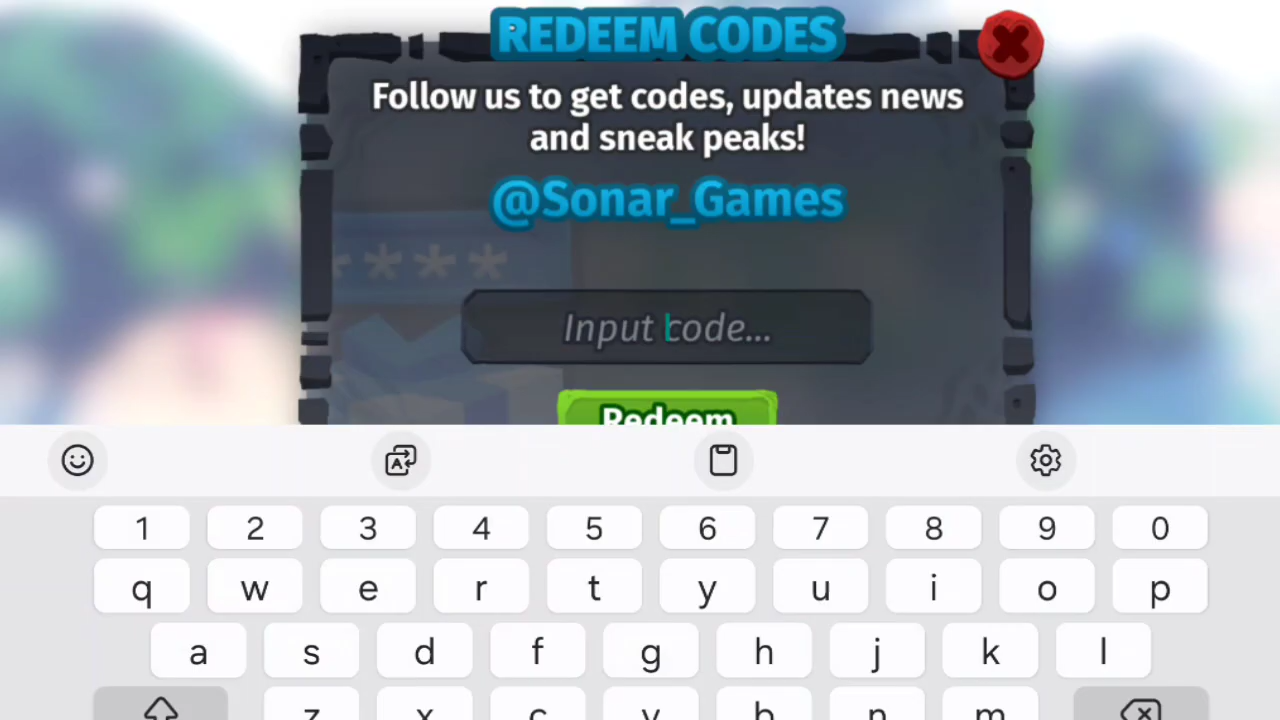 REDEEM CODES
Follow us to get codes, updates news
and sneak peaks!
@Sonar_Games
****
Input code...
Redeem
1 2 3 4 5 6 7 8 9 0
q w e r t y u i o p
a s d f g h j k l
z x c v b n m